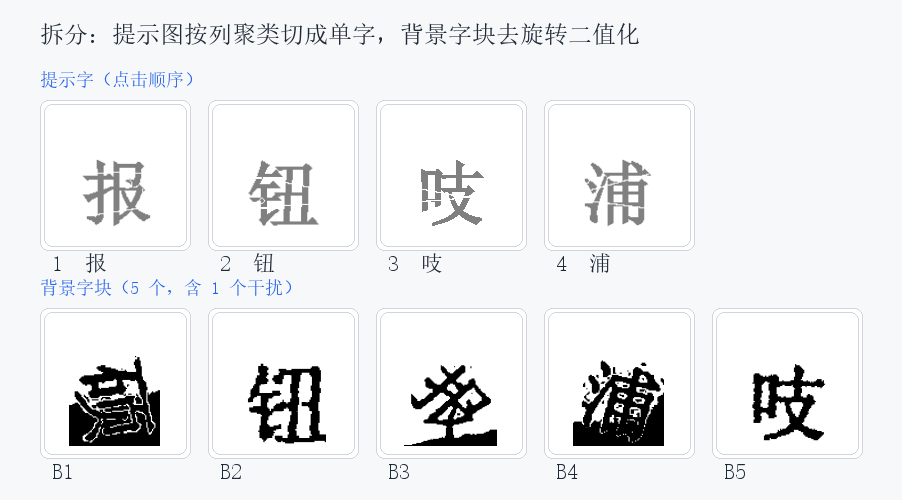 拆分：提示图按列聚类切成单字，背景字块去旋转二值化
提示字（点击顺序）
报 钮 吱 浦
1 报 2 钮 3 吱 4 浦
背景字块（5 个，含 1 个干扰）
钮 浦 吱
B1 B2 B3 B4 B5